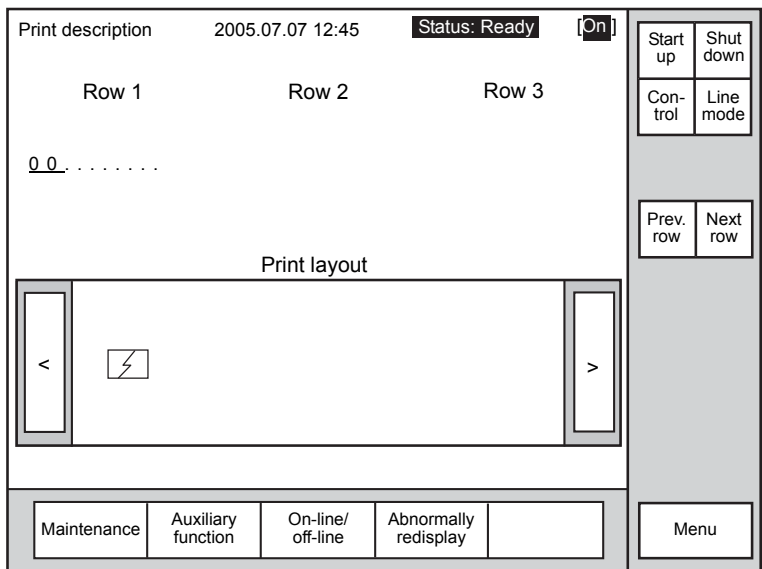 Print description 2005.07.07 12:45 Status: Ready [On]
Start up
Shut down
Row 1 Row 2 Row 3
Con-
trol
Line mode
0 0 . . . . . . . .
Prev. row
Next row
Print layout
< >
Maintenance
Auxiliary
function
On-line/
off-line
Abnormally
redisplay
Menu